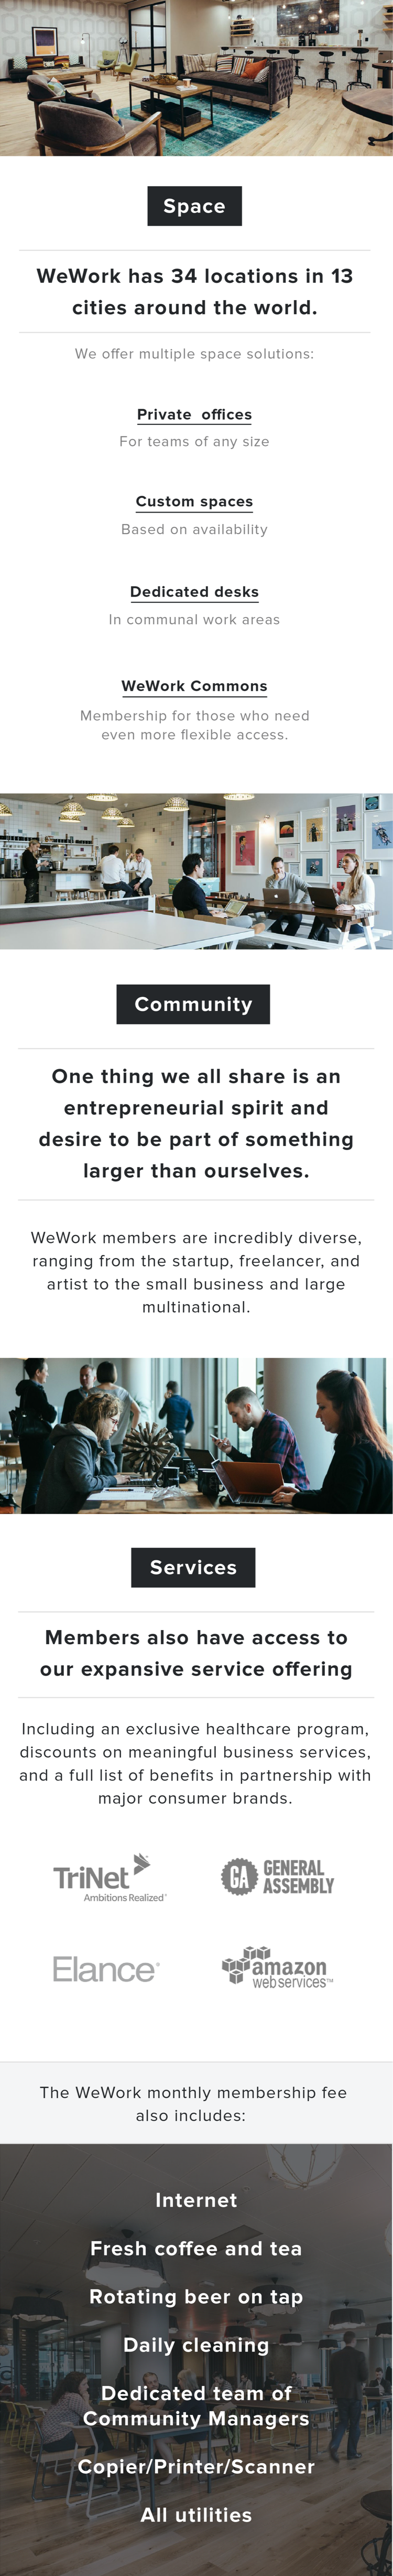 Space
WeWork has 34 locations in 13
cities around the world.
We offer multiple space solutions:
Private offices
For teams of any size
Custom spaces
Based on availability
Dedicated desks
In communal work areas
WeWork Commons
Membership for those who need
even more flexible access.
Community
One thing we all share is an
entrepreneurial spirit and
desire to be part of something
larger than ourselves.
WeWork members are incredibly diverse,
ranging from the startup, freelancer, and
artist to the small business and large
multinational.
Services
Members also have access to
our expansive service offering
Including an exclusive healthcare program,
discounts on meaningful business services,
and a full list of benefits in partnership with
major consumer brands.
TriNet
Ambitions Realized®
GA GENERAL
ASSEMBLY
Elance®
amazon
webservices™
The WeWork monthly membership fee
also includes:
Internet
Fresh coffee and tea
Rotating beer on tap
Daily cleaning
Dedicated team of
Community Managers
Copier/Printer/Scanner
All utilities